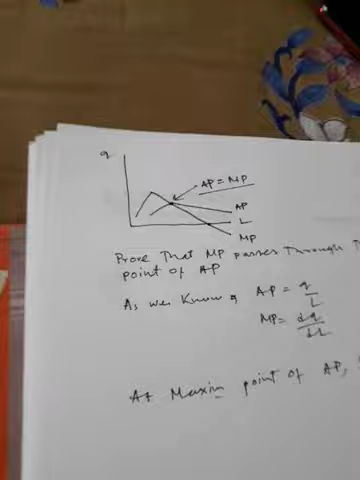 q
AP = MP
AP
L
MP
Prove that MP passes through
point of AP
As wes know q AP = q/L
MP = dq/dL
At Maxim point of AP,